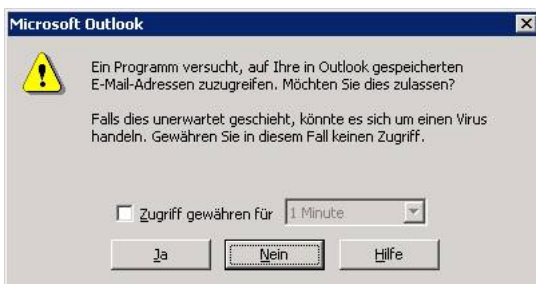 Microsoft Outlook
Ein Programm versucht, auf Ihre in Outlook gespeicherten
E-Mail-Adressen zuzugreifen. Möchten Sie dies zulassen?
Falls dies unerwartet geschieht, könnte es sich um einen Virus
handeln. Gewähren Sie in diesem Fall keinen Zugriff.
Zugriff gewähren für 1 Minute
Ja Nein Hilfe